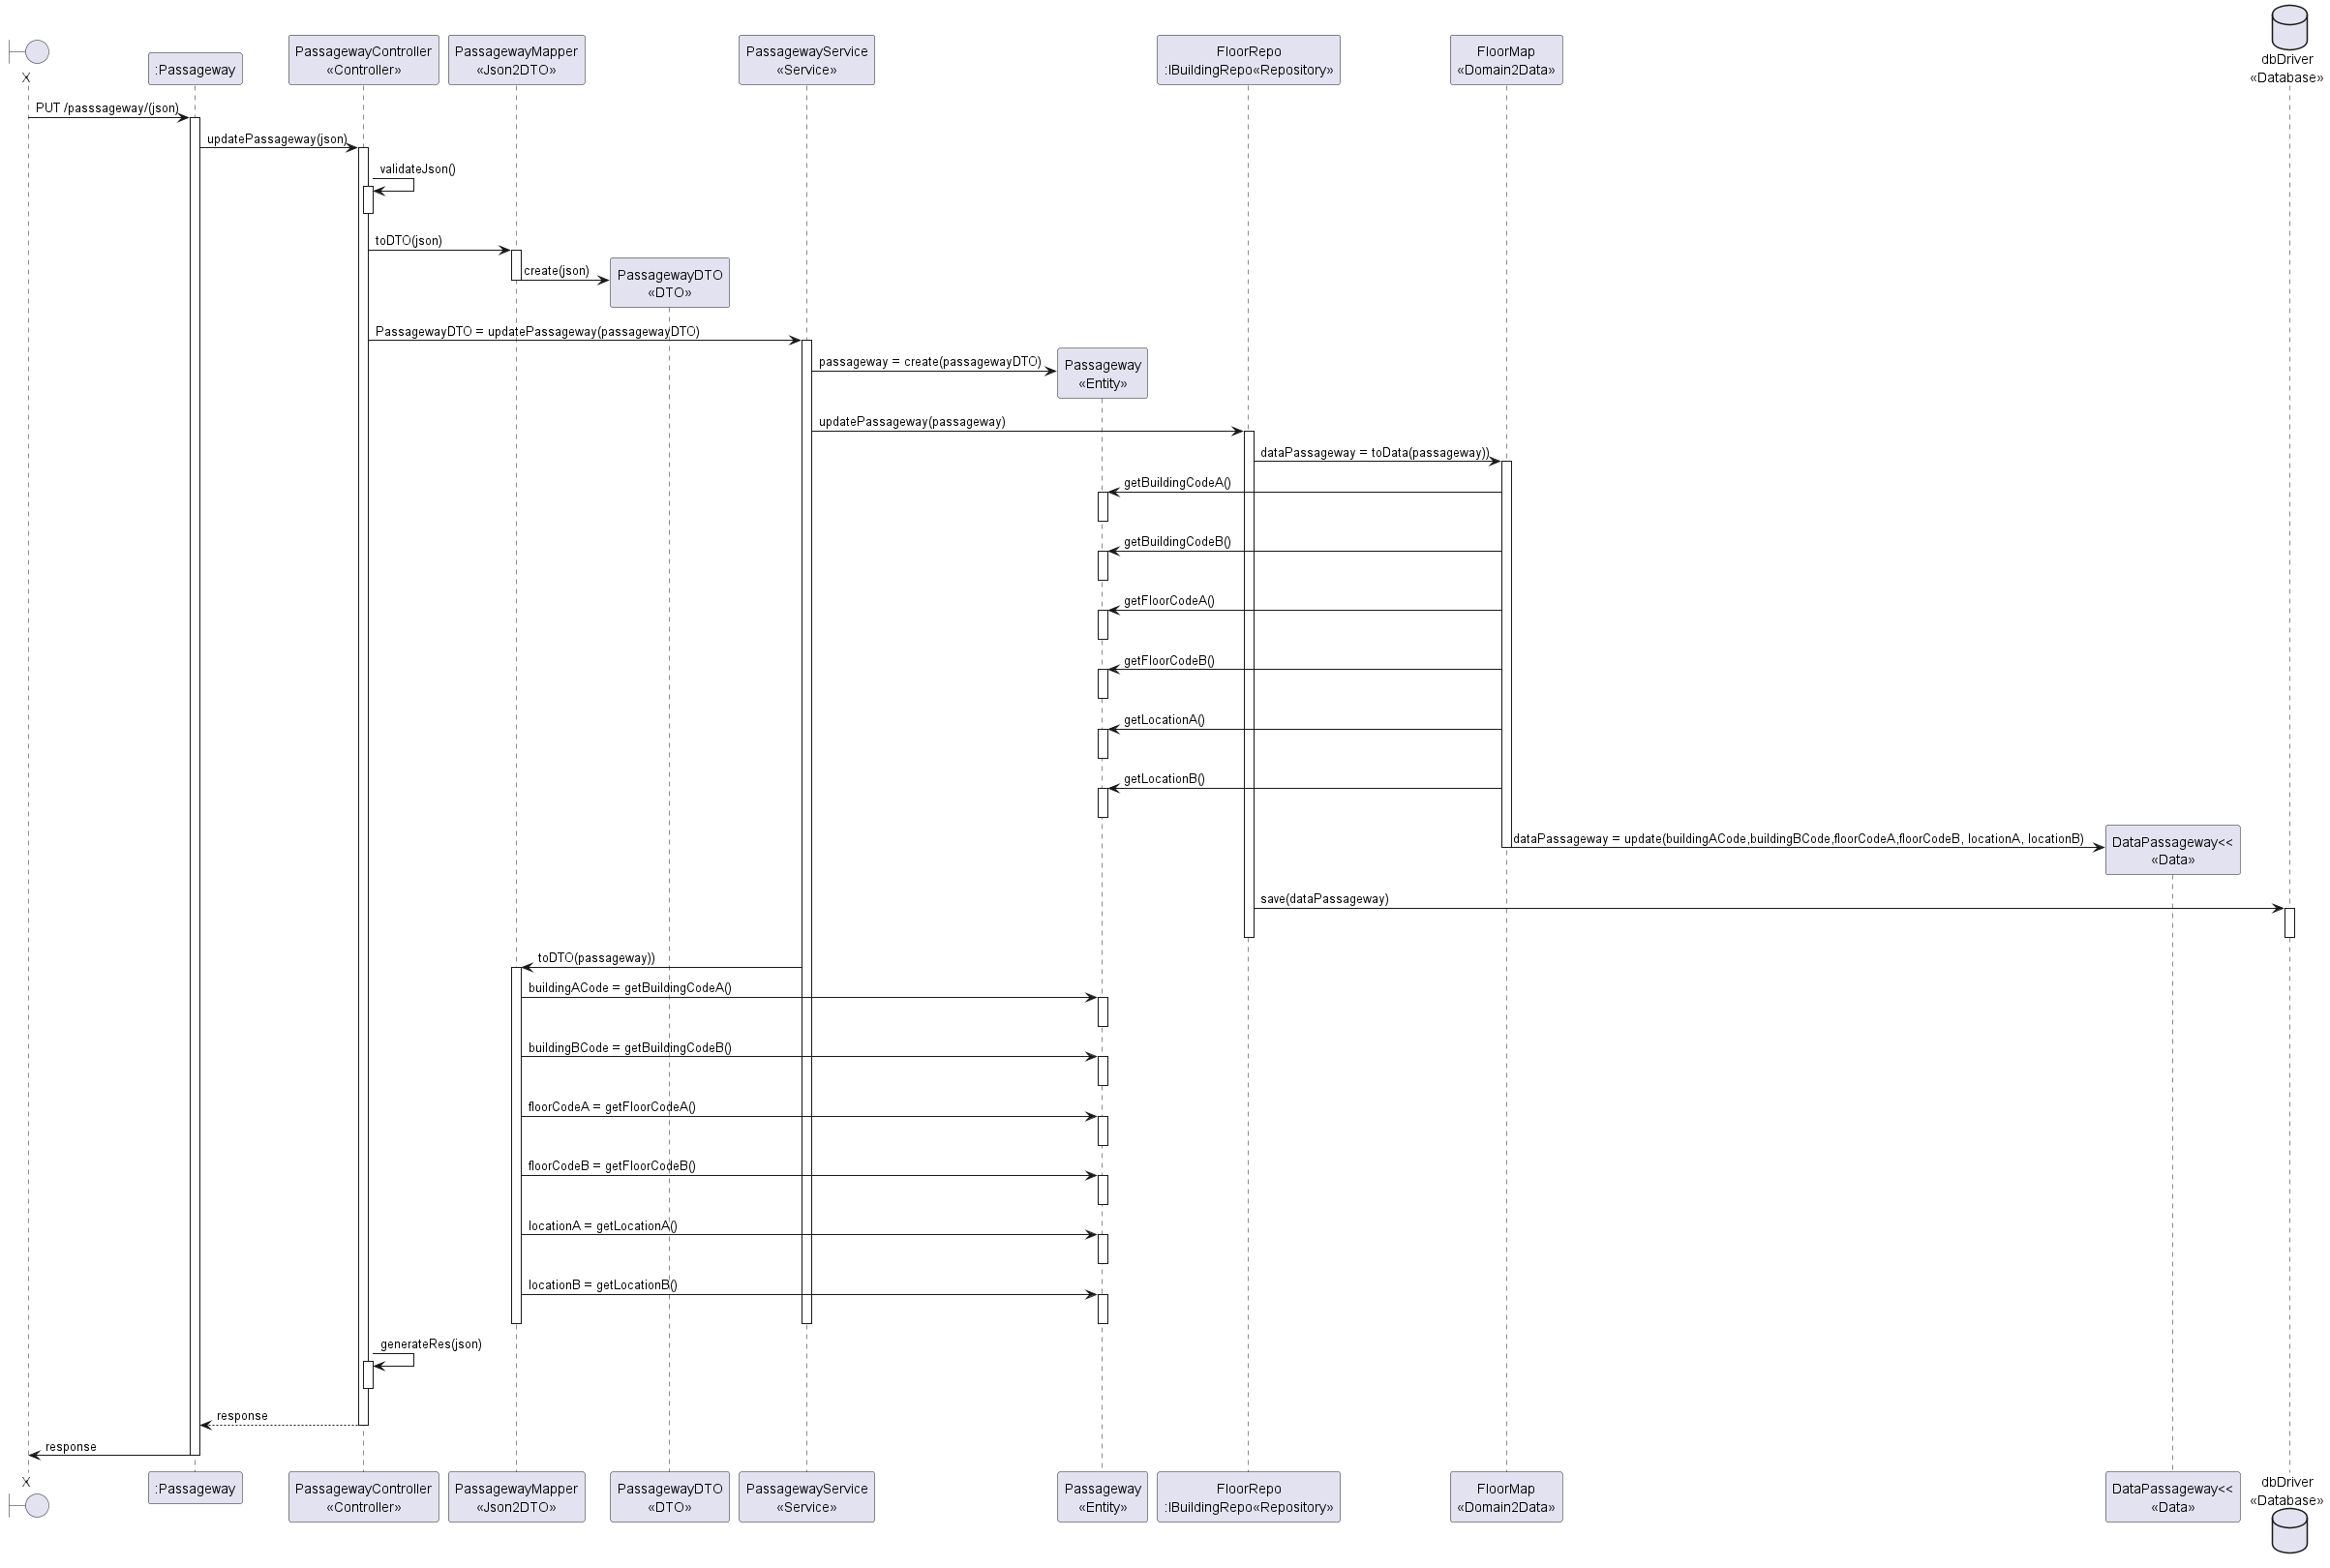 X
:Passageway
PassagewayController
«Controller»
PassagewayMapper
«Json2DTO»
PassagewayService
«Service»
FloorRepo
:IBuildingRepo«Repository»
FloorMap
«Domain2Data»
dbDriver
«Database»
PUT /passsageway/(json)
updatePassageway(json)
validateJson()
toDTO(json)
create(json)
PassagewayDTO
«DTO»
PassagewayDTO = updatePassageway(passagewayDTO)
passageway = create(passagewayDTO)
Passageway
«Entity»
updatePassageway(passageway)
dataPassageway = toData(passageway))
getBuildingCodeA()
getBuildingCodeB()
getFloorCodeA()
getFloorCodeB()
getLocationA()
getLocationB()
dataPassageway = update(buildingACode,buildingBCode,floorCodeA,floorCodeB, locationA, locationB)
DataPassageway<<
«Data»
save(dataPassageway)
toDTO(passageway))
buildingACode = getBuildingCodeA()
buildingBCode = getBuildingCodeB()
floorCodeA = getFloorCodeA()
floorCodeB = getFloorCodeB()
locationA = getLocationA()
locationB = getLocationB()
generateRes(json)
response
response
X
:Passageway
PassagewayController
«Controller»
PassagewayMapper
«Json2DTO»
PassagewayDTO
«DTO»
PassagewayService
«Service»
Passageway
«Entity»
FloorRepo
:IBuildingRepo«Repository»
FloorMap
«Domain2Data»
DataPassageway<<
«Data»
dbDriver
«Database»